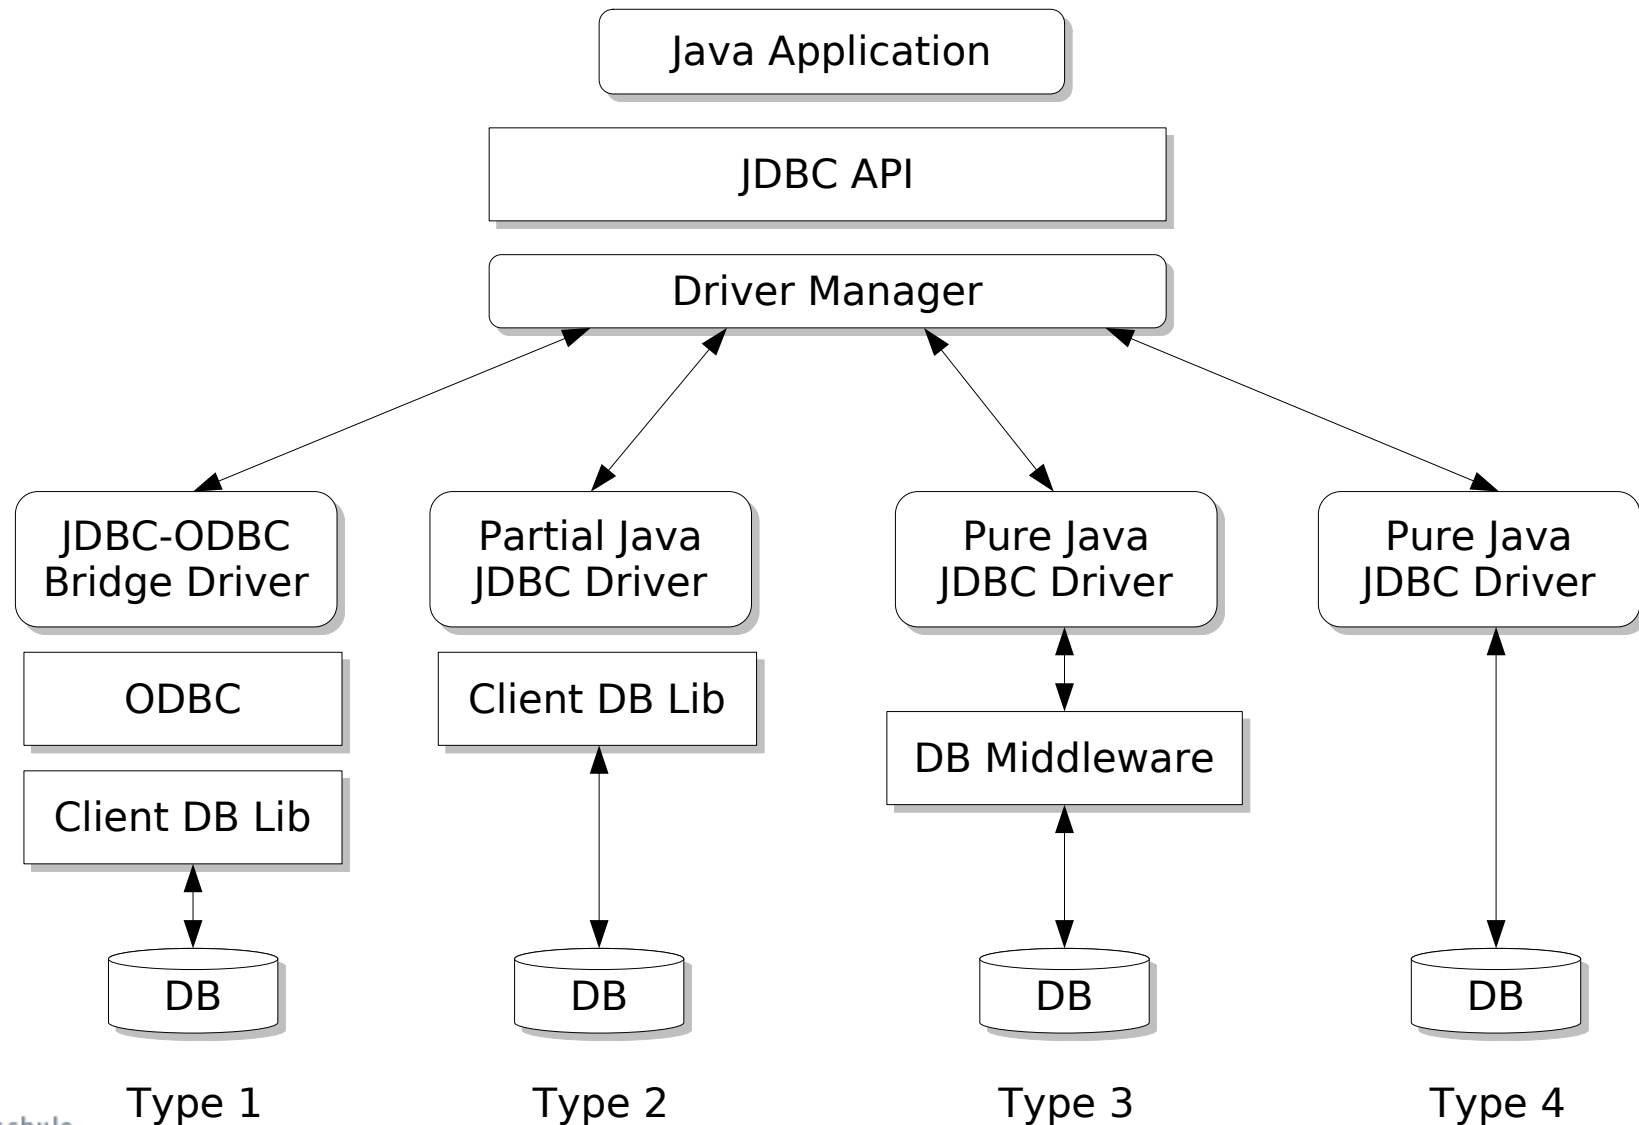 Java Application
JDBC API
Driver Manager
JDBC-ODBC
Bridge Driver
Partial Java
JDBC Driver
Pure Java
JDBC Driver
Pure Java
JDBC Driver
ODBC
Client DB Lib
DB Middleware
Client DB Lib
DB
DB
DB
DB
Type 1
Type 2
Type 3
Type 4